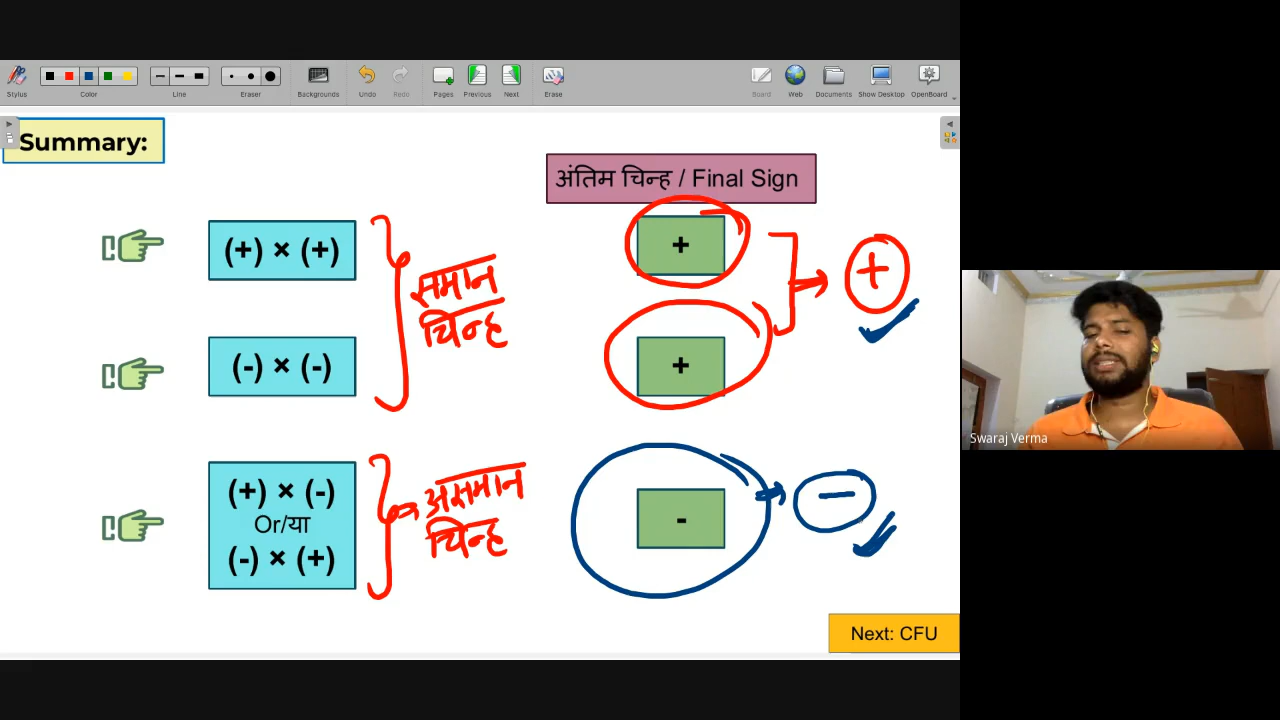 Stylus
Color
Line
Eraser
Backgrounds
Undo
Redo
Pages
Previous
Next
Erase
Board
Web
Documents
Show Desktop
OpenBoard
Summary:
अंतिम चिन्ह / Final Sign
(+) × (+)
+
+
समान
चिन्ह
(-) × (-)
+
(+) × (-)
Or/या
(-) × (+)
असमान
चिन्ह
-
−
Swaraj Verma
Next: CFU